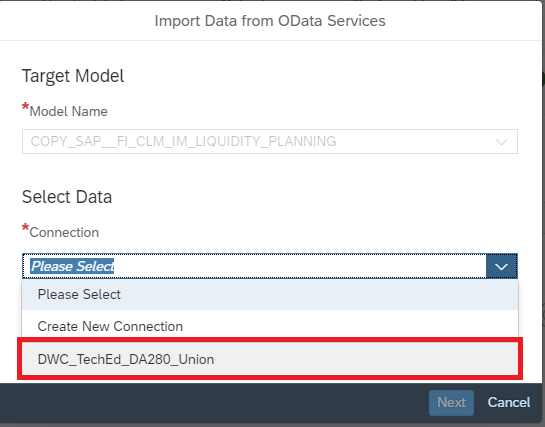 Import Data from OData Services
Target Model
*Model Name
COPY_SAP__FI_CLM_IM_LIQUIDITY_PLANNING
Select Data
*Connection
Please Select
Please Select
Create New Connection
DWC_TechEd_DA280_Union
Next Cancel